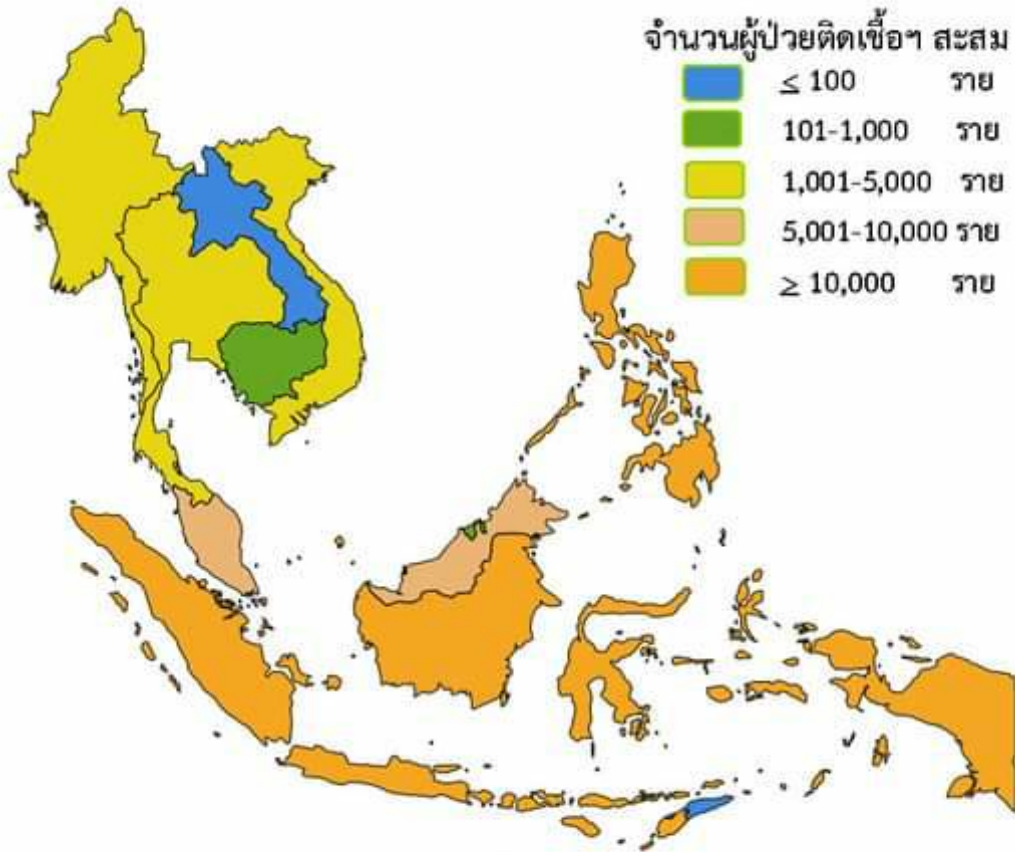 จำนวนผู้ป่วยติดเชื้อฯ สะสม
≤ 100 ราย
101-1,000 ราย
1,001-5,000 ราย
5,001-10,000 ราย
≥ 10,000 ราย